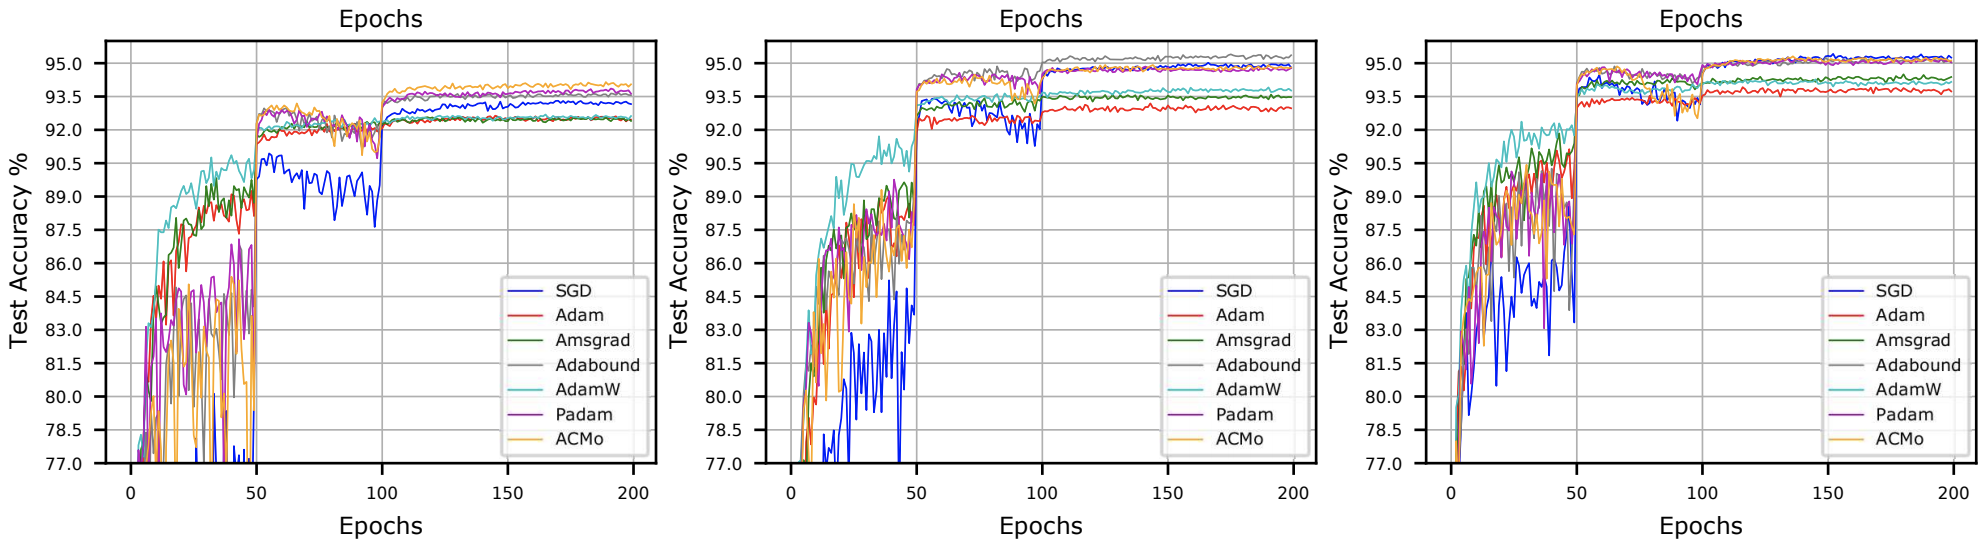 Epochs
Test Accuracy %
95.0
93.5
92.0
90.5
89.0
87.5
86.0
84.5
83.0
81.5
80.0
78.5
77.0
SGD
Adam
Amsgrad
Adabound
AdamW
Padam
ACMo
0 50 100 150 200
Epochs
Epochs
Test Accuracy %
95.0
93.5
92.0
90.5
89.0
87.5
86.0
84.5
83.0
81.5
80.0
78.5
77.0
SGD
Adam
Amsgrad
Adabound
AdamW
Padam
ACMo
0 50 100 150 200
Epochs
Epochs
Test Accuracy %
95.0
93.5
92.0
90.5
89.0
87.5
86.0
84.5
83.0
81.5
80.0
78.5
77.0
SGD
Adam
Amsgrad
Adabound
AdamW
Padam
ACMo
0 50 100 150 200
Epochs